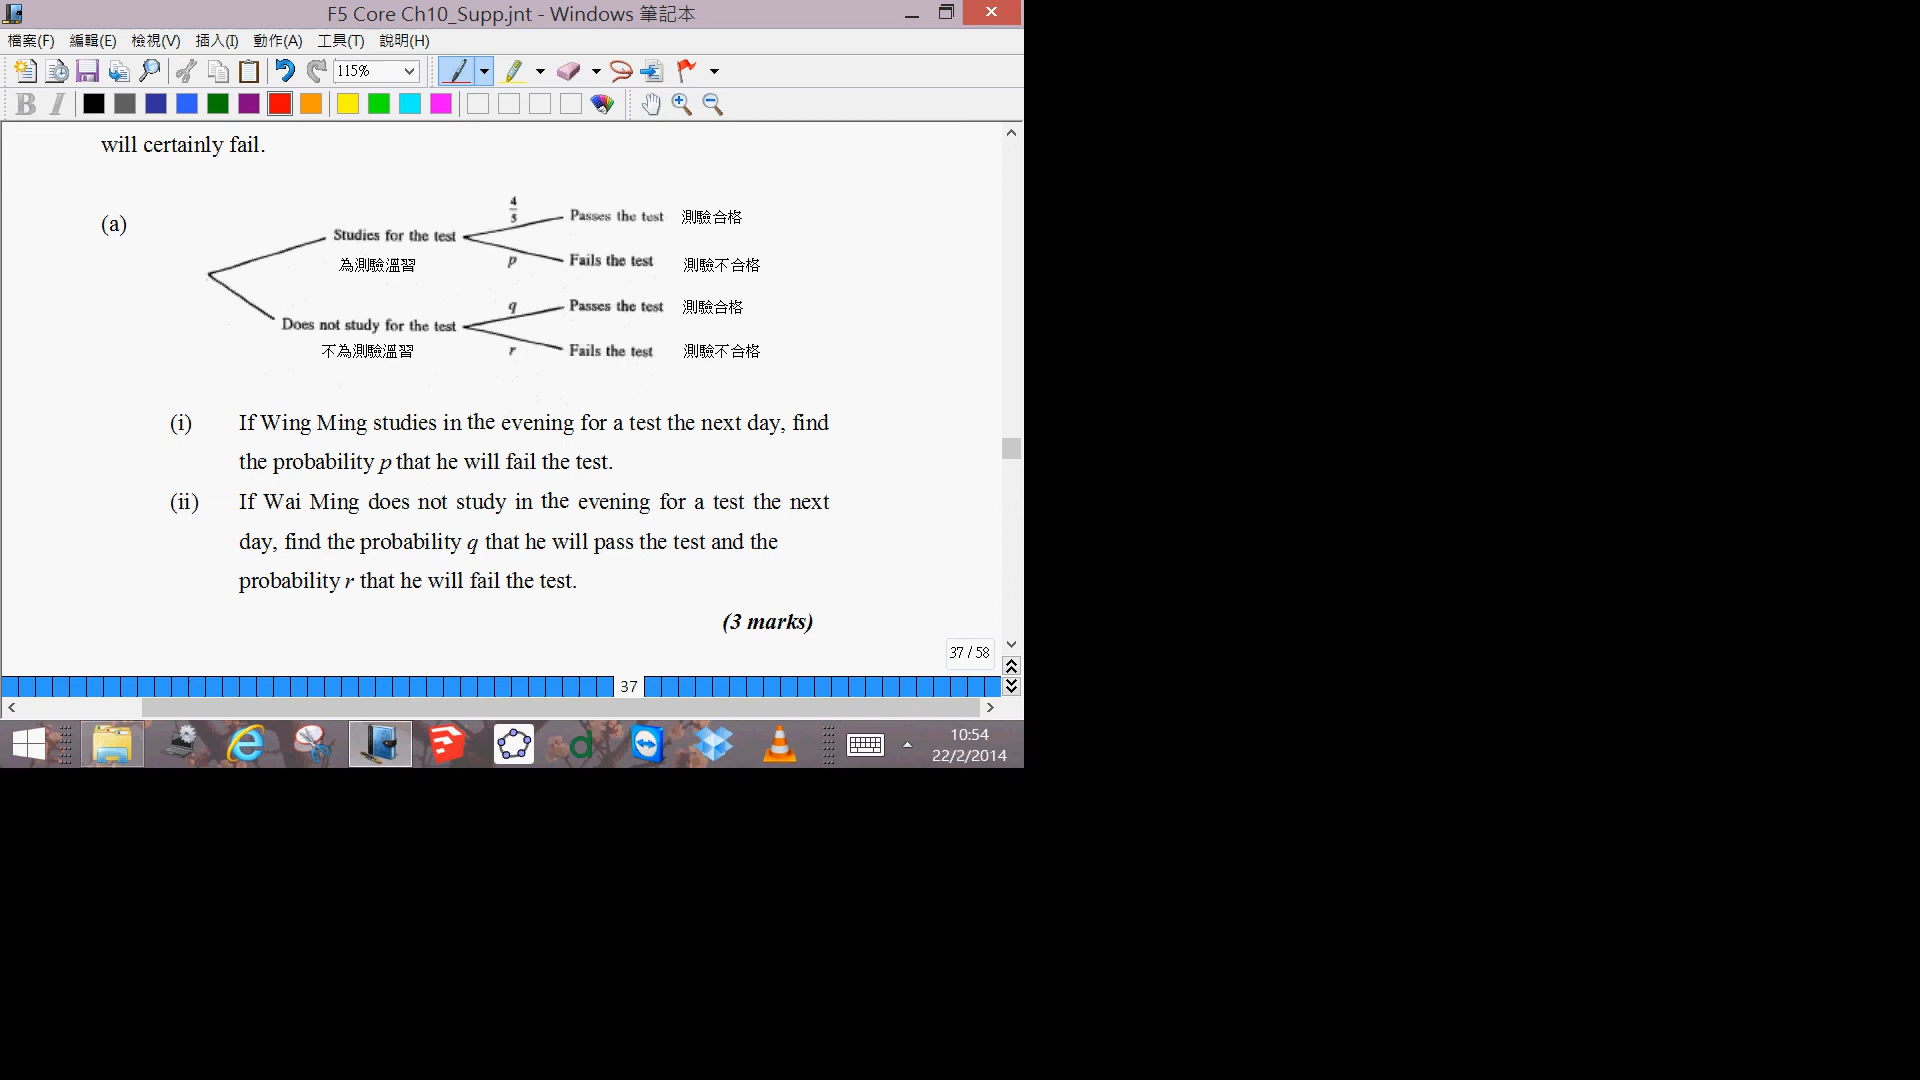 F5 Core Ch10_Supp.jnt - Windows 筆記本
檔案(F) 編輯(E) 檢視(V) 插入(I) 動作(A) 工具(T) 說明(H)
115%
B I
will certainly fail.
(a)
4/5
Passes the test 測驗合格
Studies for the test
為測驗溫習
p
Fails the test 測驗不合格
q
Passes the test 測驗合格
Does not study for the test
不為測驗溫習
r
Fails the test 測驗不合格
(i) If Wing Ming studies in the evening for a test the next day, find
the probability p that he will fail the test.
(ii) If Wai Ming does not study in the evening for a test the next
day, find the probability q that he will pass the test and the
probability r that he will fail the test.
(3 marks)
37 / 58
37
d
10:54
22/2/2014